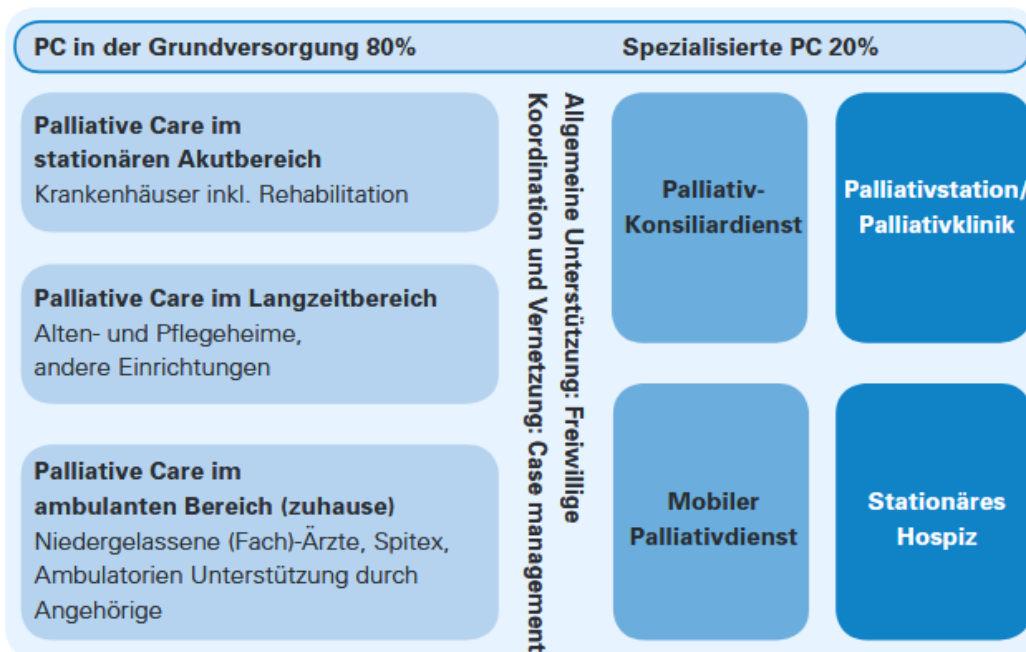 PC in der Grundversorgung 80%
Spezialisierte PC 20%
Palliative Care im
stationären Akutbereich
Krankenhäuser inkl. Rehabilitation
Palliative Care im Langzeitbereich
Alten- und Pflegeheime,
andere Einrichtungen
Palliative Care im
ambulanten Bereich (zuhause)
Niedergelassene (Fach)-Ärzte, Spitex,
Ambulatorien Unterstützung durch
Angehörige
Allgemeine Unterstützung: Freiwillige
Koordination und Vernetzung: Case management
Palliativ-
Konsiliardienst
Palliativstation/
Palliativklinik
Mobiler
Palliativdienst
Stationäres
Hospiz